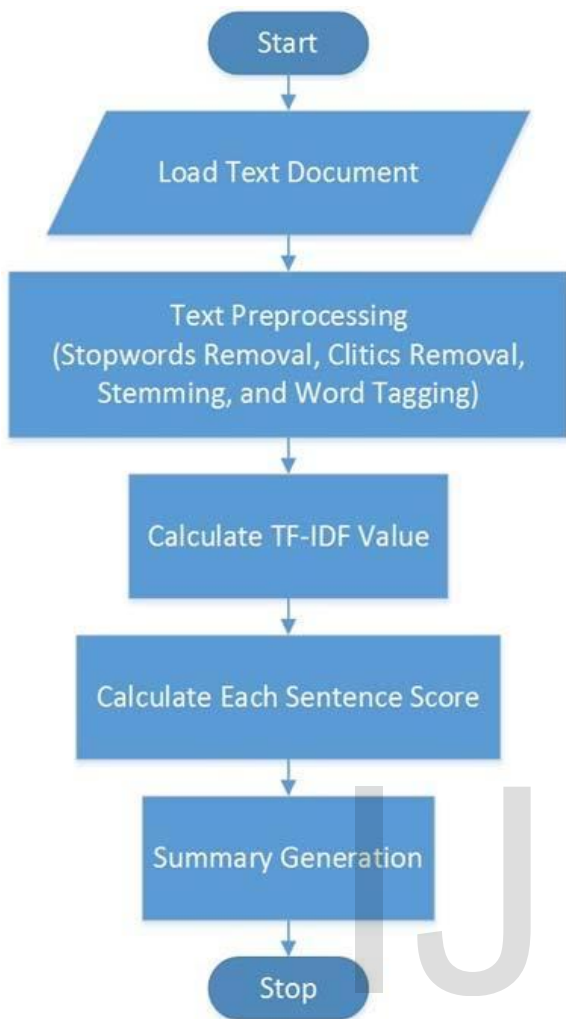 Start
Load Text Document
Text Preprocessing
(Stopwords Removal, Clitics Removal,
Stemming, and Word Tagging)
Calculate TF-IDF Value
Calculate Each Sentence Score
Summary Generation
Stop
IJ